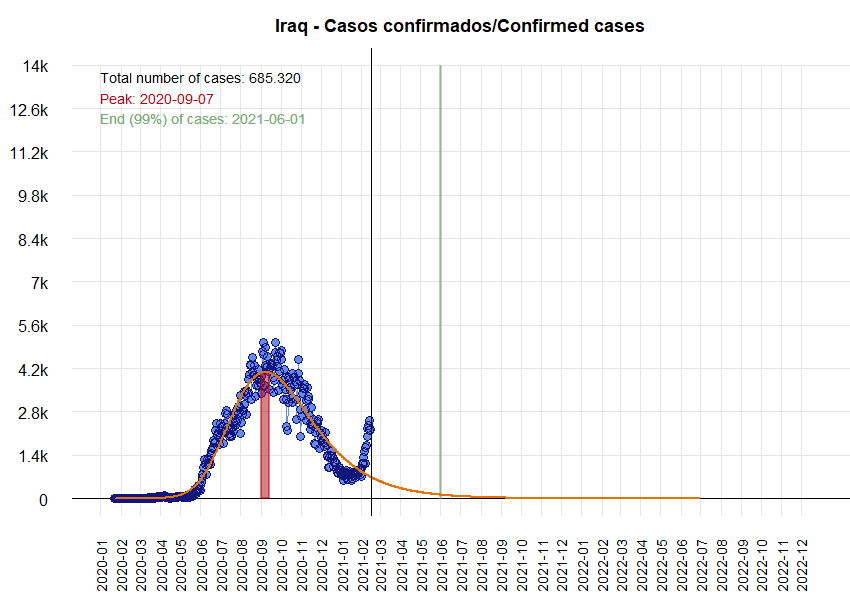 Iraq - Casos confirmados/Confirmed cases
14k
Total number of cases: 685.320
Peak: 2020-09-07
12.6k
End (99%) of cases: 2021-06-01
11.2k
9.8k
8.4k
7k
5.6k
4.2k
2.8k
1.4k
0
2020-01
2020-02
2020-03
2020-04
2020-05
2020-06
2020-07
2020-08
2020-09
2020-10
2020-11
2020-12
2021-01
2021-02
2021-03
2021-04
2021-05
2021-06
2021-07
2021-08
2021-09
2021-10
2021-11
2021-12
2022-01
2022-02
2022-03
2022-04
2022-05
2022-06
2022-07
2022-08
2022-09
2022-10
2022-11
2022-12